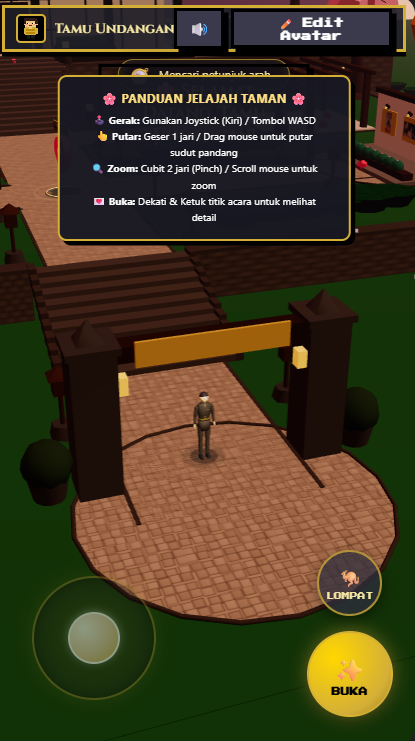 TAMU UNDANGAN
Edit
Avatar
Mencari petunjuk arah
PANDUAN JELAJAH TAMAN
Gerak: Gunakan Joystick (Kiri) / Tombol WASD
Putar: Geser 1 jari / Drag mouse untuk putar
sudut pandang
Zoom: Cubit 2 jari (Pinch) / Scroll mouse untuk
zoom
Buka: Dekati & Ketuk titik acara untuk melihat
detail
LOMPAT
BUKA